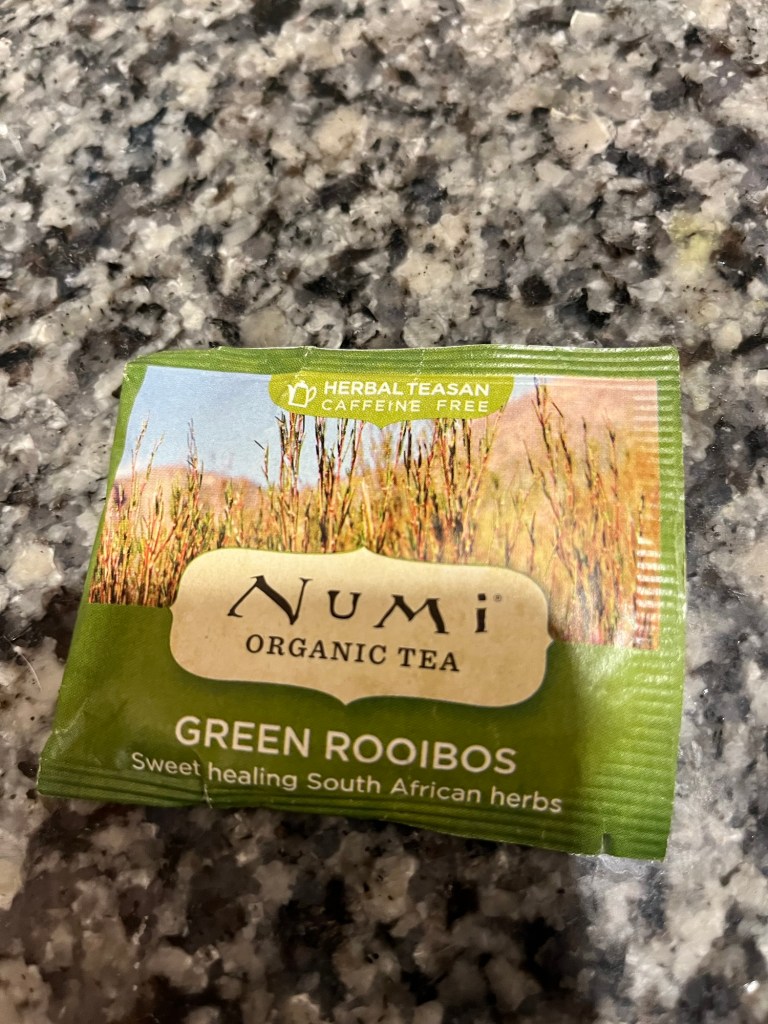 HERBAL TEASAN
CAFFEINE FREE
NUMi®
ORGANIC TEA
GREEN ROOIBOS
Sweet healing South African herbs